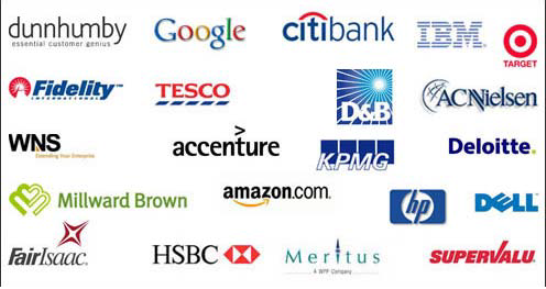 dunnhumby
essential customer genius
Google
citibank
IBM
TARGET
Fidelity
INTERNATIONAL
TESCO
D&B
ACNielsen
WNS
Extending Your Enterprise
accenture
KPMG
Deloitte.
Millward Brown
amazon.com
hp
DELL
FairIsaac
HSBC
Meritus
A WPP Company
SUPERVALU